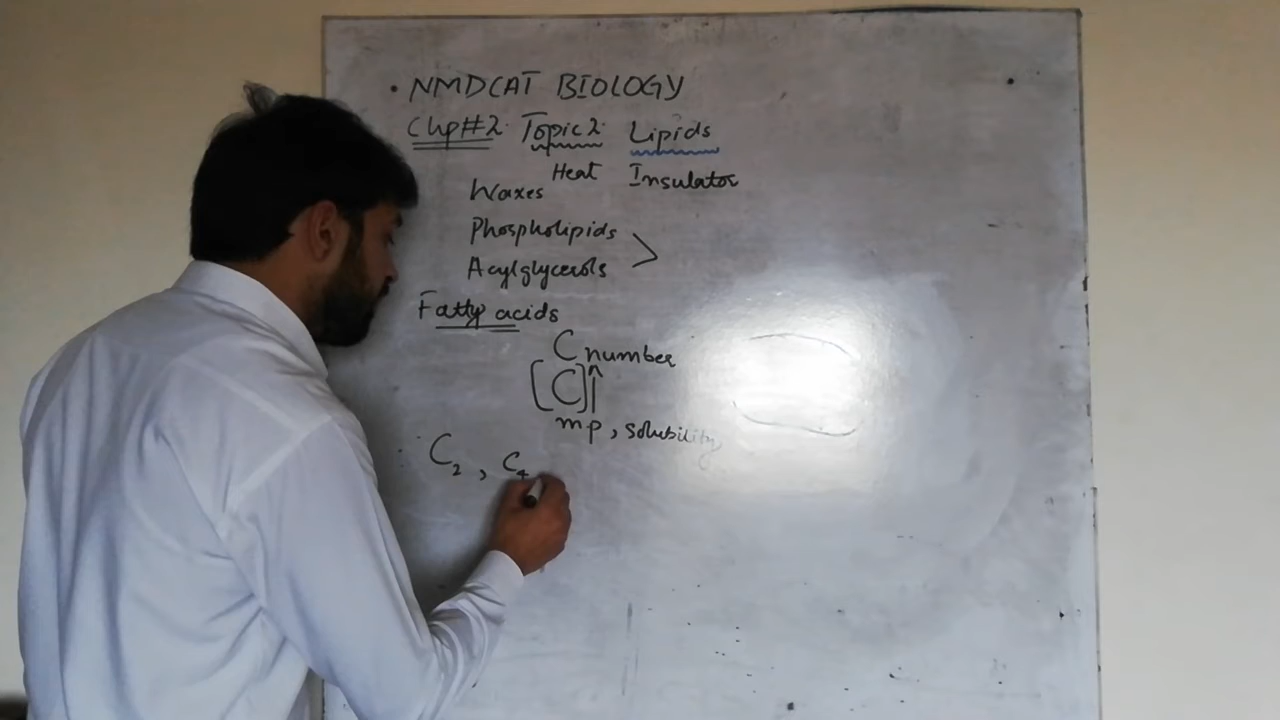 • NMDCAT BIOLOGY
Chp#2. Topic2. Lipids
Heat Insulator
Waxes
Phospholipids >
Acylglycerols
Fatty acids
C number
[C]↑
mp, solubility
C₂, C₄